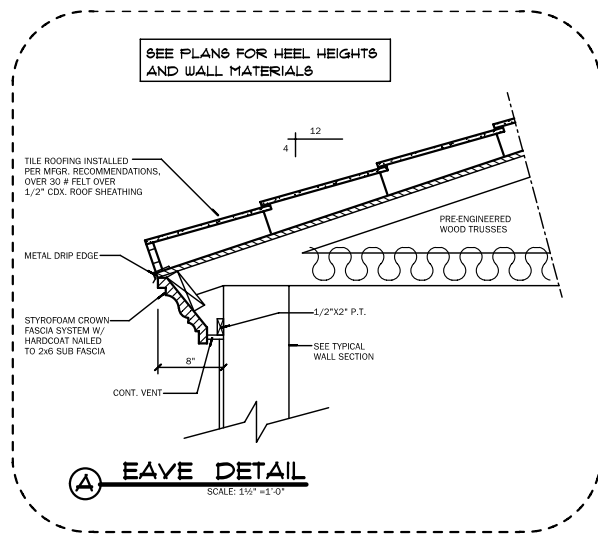 SEE PLANS FOR HEEL HEIGHTS
AND WALL MATERIALS
12
4
TILE ROOFING INSTALLED
PER MFGR. RECOMMENDATIONS,
OVER 30 # FELT OVER
1/2" CDX. ROOF SHEATHING
PRE-ENGINEERED
WOOD TRUSSES
METAL DRIP EDGE
STYROFOAM CROWN
FASCIA SYSTEM W/
HARDCOAT NAILED
TO 2x6 SUB FASCIA
1/2"X2" P.T.
SEE TYPICAL
WALL SECTION
8"
CONT. VENT
A
EAVE DETAIL
SCALE: 1½" =1'-0"